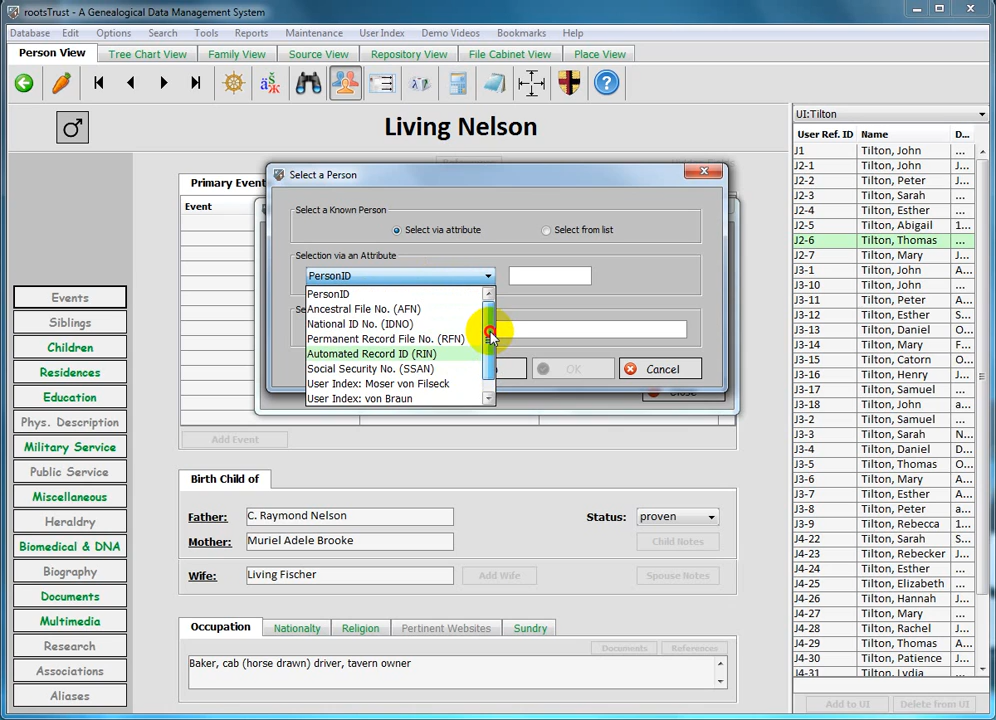 rootsTrust - A Genealogical Data Management System
Database Edit Options Search Tools Reports Maintenance User Index Demo Videos Bookmarks Help
Person View Tree Chart View Family View Source View Repository View File Cabinet View Place View
Living Nelson
UI:Tilton
User Ref. ID Name D...
J1 Tilton, John ...
J2-1 Tilton, John J...
J2-2 Tilton, Peter J...
J2-3 Tilton, Sarah ...
J2-4 Tilton, Esther ...
J2-5 Tilton, Abigail 1...
J2-6 Tilton, Thomas ...
J2-7 Tilton, Mary J...
J3-1 Tilton, John A...
J3-10 Tilton, Esther J...
J3-11 Tilton, Peter ...
J3-12 Tilton, Esther ...
J3-13 Tilton, Daniel O...
J3-14 Tilton, Mary ...
J3-15 Tilton, Catorn O...
J3-16 Tilton, Henry J...
J3-17 Tilton, Samuel ...
J3-18 Tilton, John a...
J3-2 Tilton, Samuel ...
J3-3 Tilton, Sarah N...
J3-4 Tilton, Daniel D...
J3-5 Tilton, Thomas O...
J3-6 Tilton, Mary A...
J3-7 Tilton, Esther J...
J3-8 Tilton, Peter a...
J3-9 Tilton, Rebecca 1...
J4-22 Tilton, Sarah ...
J4-23 Tilton, Rebecker ...
J4-24 Tilton, Esther ...
J4-25 Tilton, Elizabeth ...
J4-26 Tilton, Hannah J...
J4-27 Tilton, Mary ...
J4-28 Tilton, Rachel A...
J4-29 Tilton, Thomas A...
J4-30 Tilton, Patience J...
J4-31 Tilton, Lydia
Add to UI Delete from UI
Events
Siblings
Children
Residences
Education
Phys. Description
Military Service
Public Service
Miscellaneous
Heraldry
Biomedical & DNA
Biography
Documents
Multimedia
Research
Associations
Aliases
Primary Event
Event
Select a Person
Select a Known Person
Select via attribute Select from list
Selection via an Attribute
PersonID
PersonID
Ancestral File No. (AFN)
National ID No. (IDNO)
Permanent Record File No. (RFN)
Automated Record ID (RIN)
Social Security No. (SSAN)
User Index: Moser von Filseck
User Index: von Braun
OK Cancel
Close
Add Event
Birth Child of
Father: C. Raymond Nelson Status: proven
Mother: Muriel Adele Brooke Child Notes
Wife: Living Fischer Add Wife Spouse Notes
Occupation Nationality Religion Pertinent Websites Sundry
Documents References
Baker, cab (horse drawn) driver, tavern owner